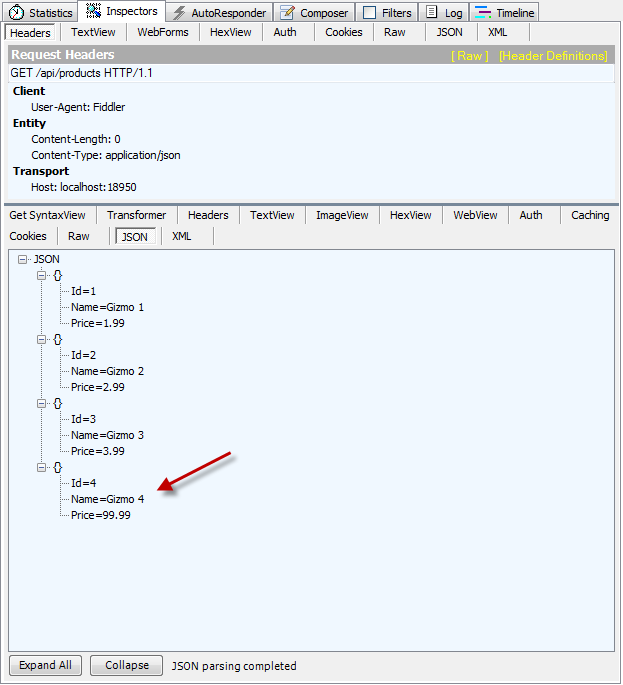 Statistics Inspectors AutoResponder Composer Filters Log Timeline
Headers TextView WebForms HexView Auth Cookies Raw JSON XML
Request Headers [ Raw ] [Header Definitions]
GET /api/products HTTP/1.1
Client
User-Agent: Fiddler
Entity
Content-Length: 0
Content-Type: application/json
Transport
Host: localhost:18950
Get SyntaxView Transformer Headers TextView ImageView HexView WebView Auth Caching
Cookies Raw JSON XML
JSON
{}
Id=1
Name=Gizmo 1
Price=1.99
{}
Id=2
Name=Gizmo 2
Price=2.99
{}
Id=3
Name=Gizmo 3
Price=3.99
{}
Id=4
Name=Gizmo 4
Price=99.99
Expand All Collapse JSON parsing completed